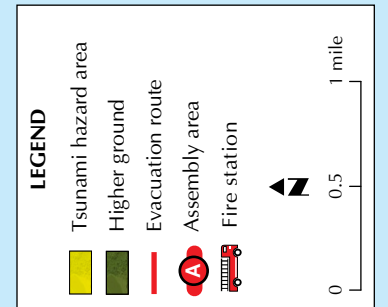 LEGEND
Tsunami hazard area
Higher ground
Evacuation route
A Assembly area
Fire station
N
0 0.5 1 mile